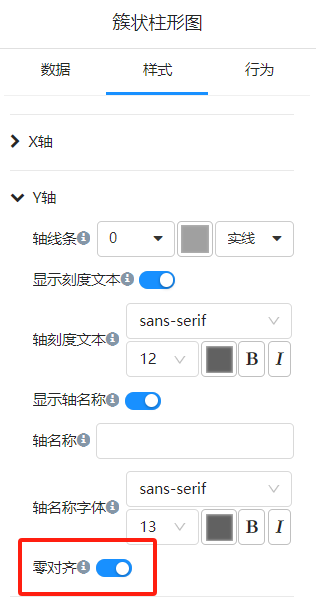 簇状柱形图
数据 样式 行为
X轴
Y轴
轴线条 0 实线
显示刻度文本
轴刻度文本 sans-serif
12 B I
显示轴名称
轴名称
轴名称字体 sans-serif
13 B I
零对齐